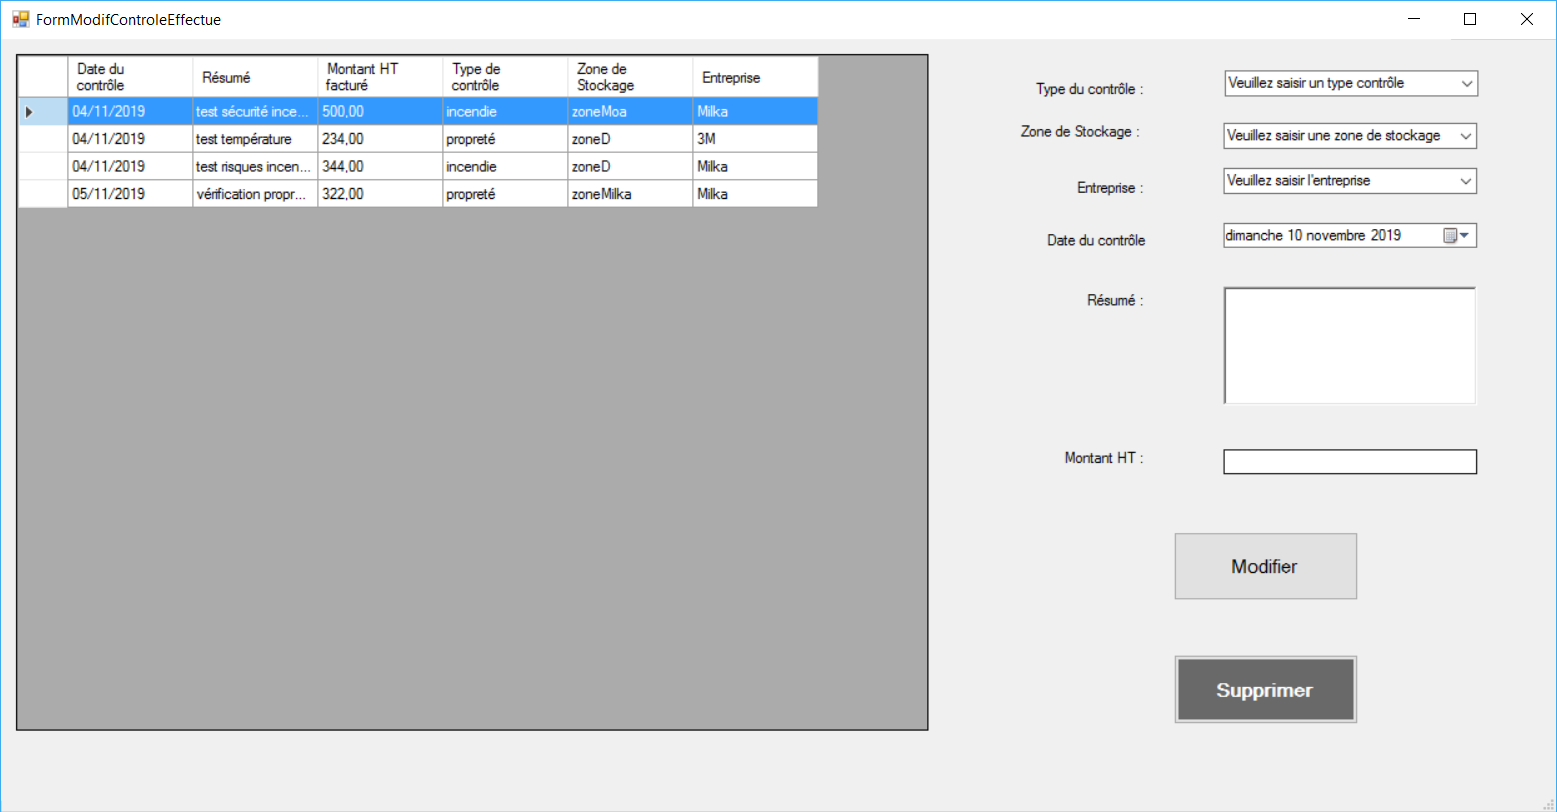 FormModifControleEffectue
Date du contrôle Résumé Montant HT facturé Type de contrôle Zone de Stockage Entreprise
04/11/2019 test sécurité ince... 500,00 incendie zoneMoa Milka
04/11/2019 test température 234,00 propreté zoneD 3M
04/11/2019 test risques incen... 344,00 incendie zoneD Milka
05/11/2019 vérification propr... 322,00 propreté zoneMilka Milka
Type du contrôle : Veuillez saisir un type contrôle
Zone de Stockage : Veuillez saisir une zone de stockage
Entreprise : Veuillez saisir l'entreprise
Date du contrôle dimanche 10 novembre 2019
Résumé :
Montant HT :
Modifier
Supprimer